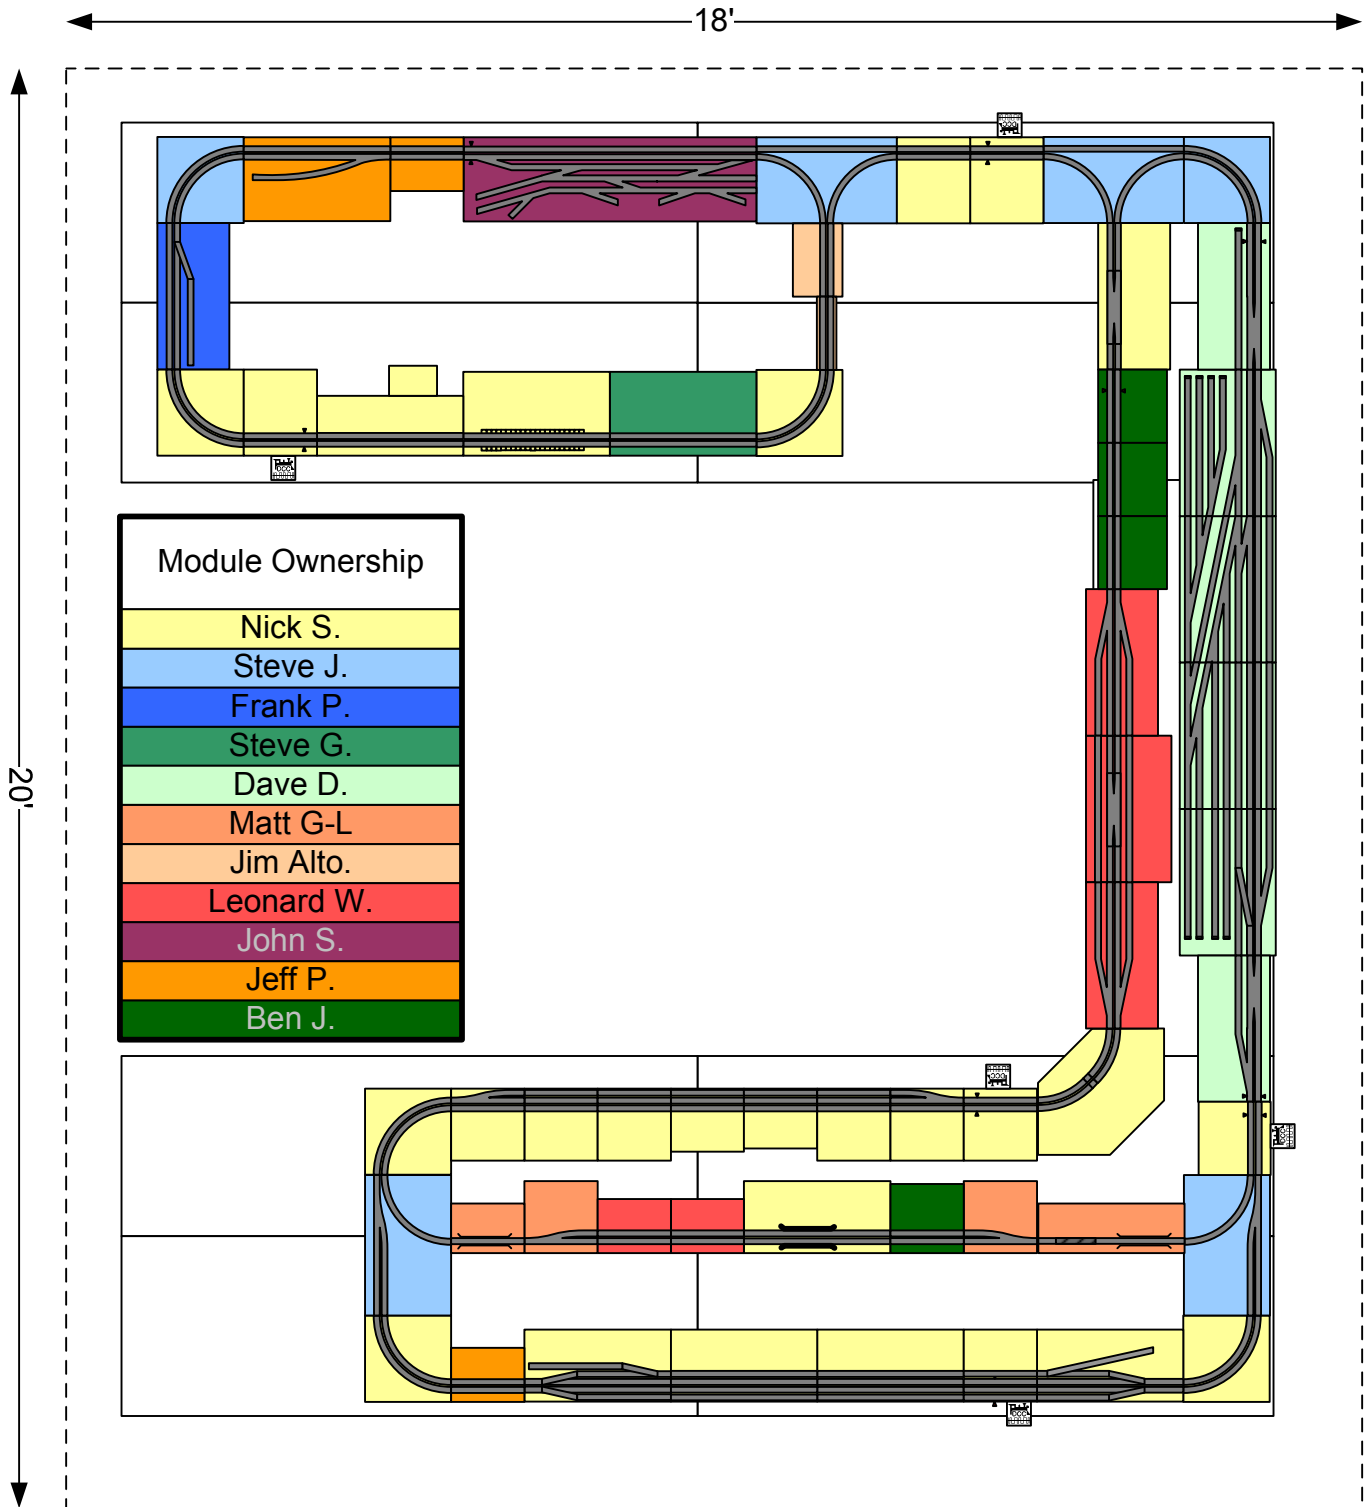 18'
20'
Module Ownership
Nick S.
Steve J.
Frank P.
Steve G.
Dave D.
Matt G-L
Jim Alto.
Leonard W.
John S.
Jeff P.
Ben J.